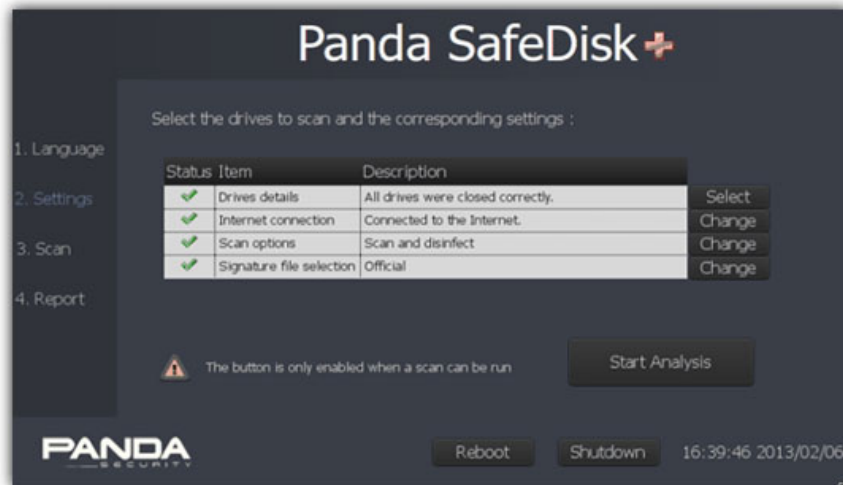 Panda SafeDisk
Select the drives to scan and the corresponding settings :
1. Language
2. Settings
3. Scan
4. Report
Status Item Description
Drives details All drives were closed correctly. Select
Internet connection Connected to the Internet. Change
Scan options Scan and disinfect Change
Signature file selection Official Change
The button is only enabled when a scan can be run
Start Analysis
PANDA
SECURITY
Reboot Shutdown 16:39:46 2013/02/06